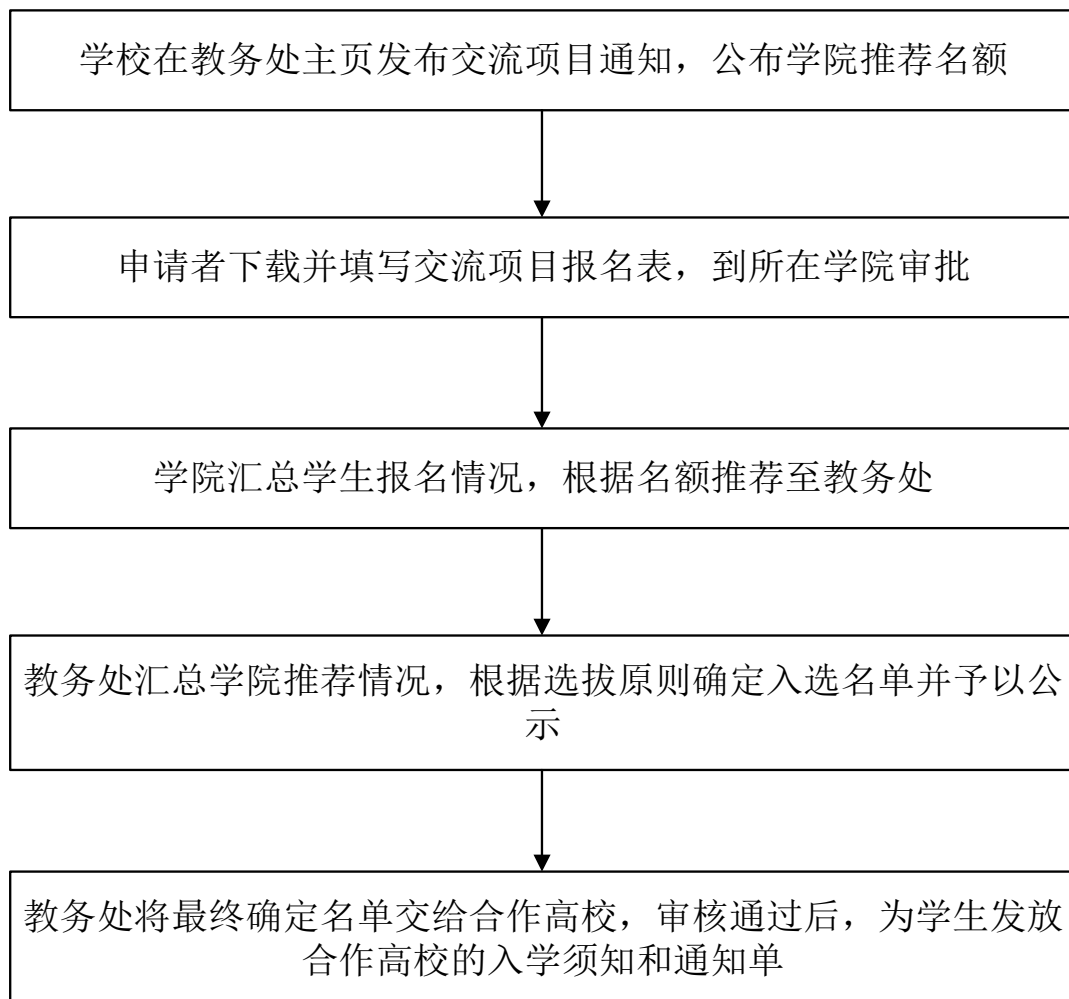 学校在教务处主页发布交流项目通知，公布学院推荐名额
申请者下载并填写交流项目报名表，到所在学院审批
学院汇总学生报名情况，根据名额推荐至教务处
教务处汇总学院推荐情况，根据选拔原则确定入选名单并予以公
示
教务处将最终确定名单交给合作高校，审核通过后，为学生发放
合作高校的入学须知和通知单